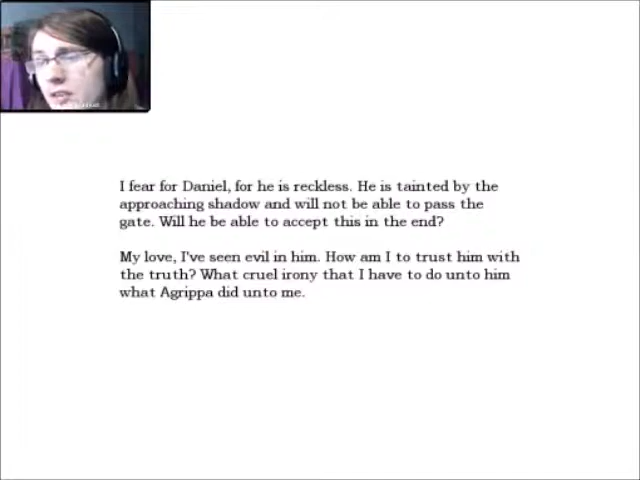 I fear for Daniel, for he is reckless. He is tainted by the
approaching shadow and will not be able to pass the
gate. Will he be able to accept this in the end?
My love, I've seen evil in him. How am I to trust him with
the truth? What cruel irony that I have to do unto him
what Agrippa did unto me.